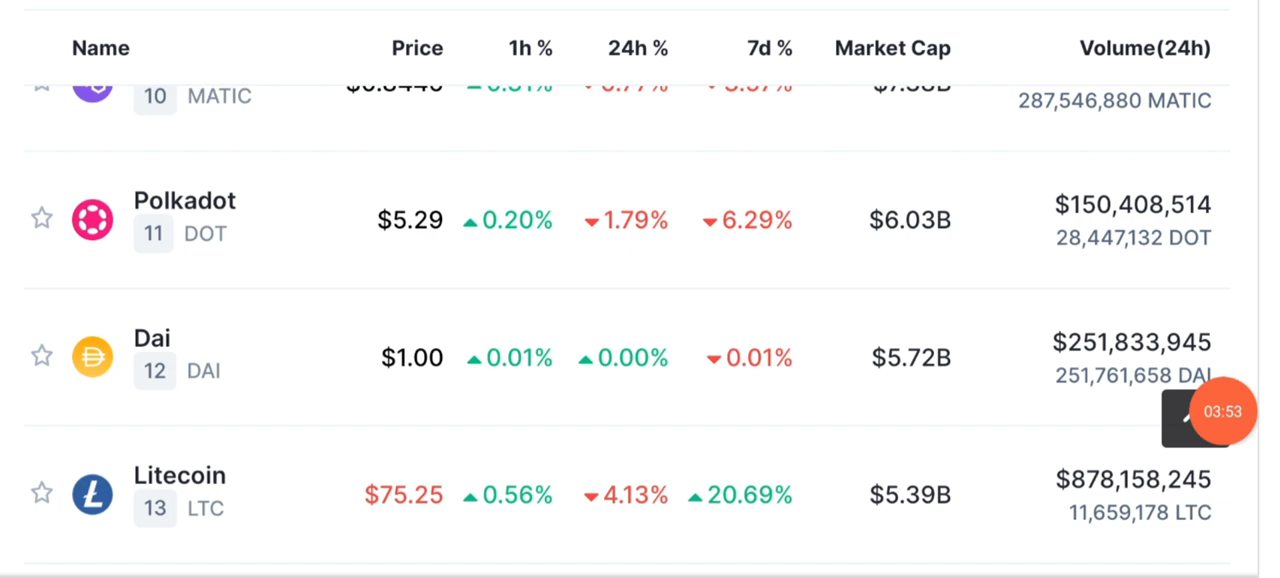 Name Price 1h % 24h % 7d % Market Cap Volume(24h)
10 MATIC 287,546,880 MATIC
Polkadot
11 DOT $5.29 0.20% 1.79% 6.29% $6.03B $150,408,514
28,447,132 DOT
Dai
12 DAI $1.00 0.01% 0.00% 0.01% $5.72B $251,833,945
251,761,658 DAI
03:53
Litecoin
13 LTC $75.25 0.56% 4.13% 20.69% $5.39B $878,158,245
11,659,178 LTC